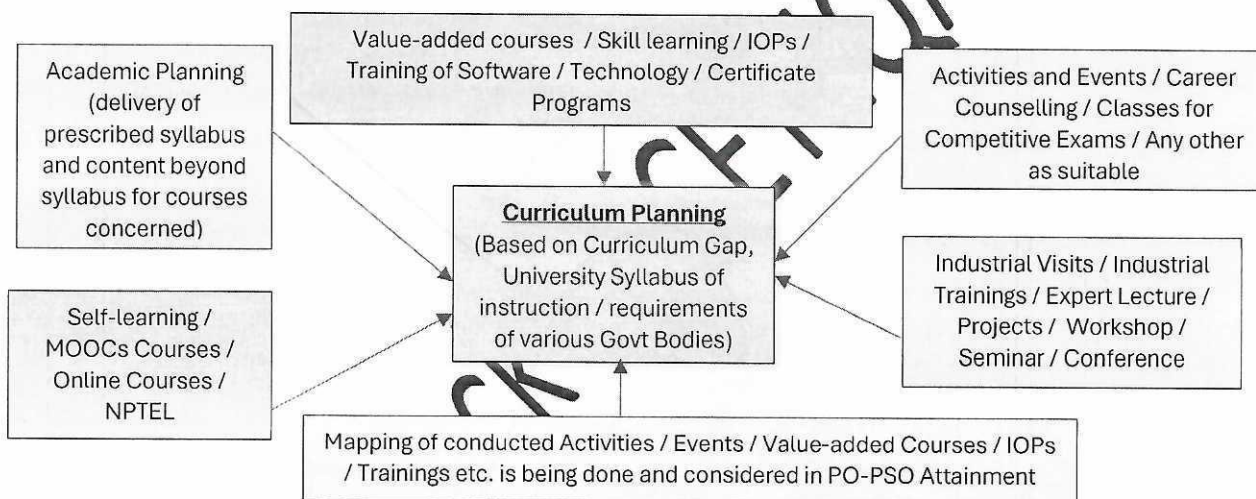 Value-added courses / Skill learning / IOPs /
Training of Software / Technology / Certificate
Programs
Academic Planning
(delivery of
prescribed syllabus
and content beyond
syllabus for courses
concerned)
Activities and Events / Career
Counselling / Classes for
Competitive Exams / Any other
as suitable
Curriculum Planning
(Based on Curriculum Gap,
University Syllabus of
instruction / requirements
of various Govt Bodies)
Self-learning /
MOOCs Courses /
Online Courses /
NPTEL
Industrial Visits / Industrial
Trainings / Expert Lecture /
Projects / Workshop /
Seminar / Conference
Mapping of conducted Activities / Events / Value-added Courses / IOPs
/ Trainings etc. is being done and considered in PO-PSO Attainment